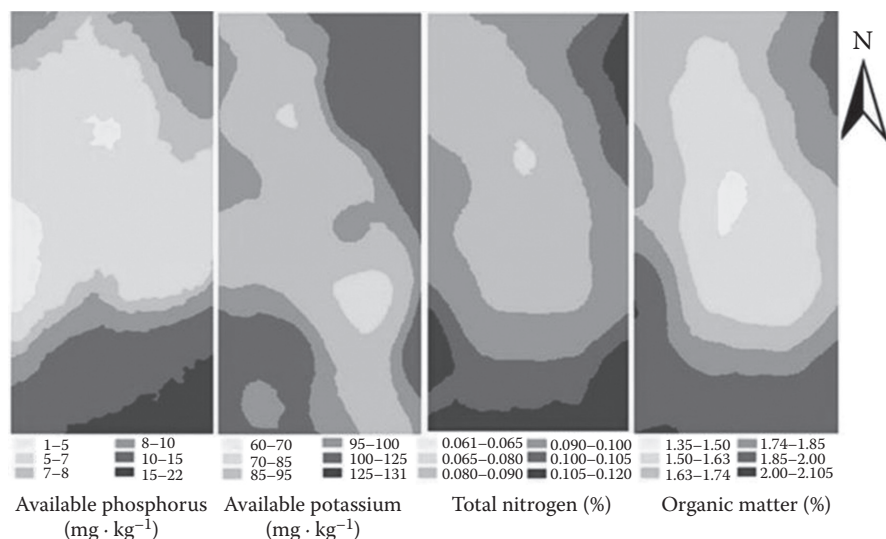 N
1–5 8–10
5–7 10–15
7–8 15–22
Available phosphorus
(mg · kg⁻¹)
60–70 95–100
70–85 100–125
85–95 125–131
Available potassium
(mg · kg⁻¹)
0.061–0.065 0.090–0.100
0.065–0.080 0.100–0.105
0.080–0.090 0.105–0.120
Total nitrogen (%)
1.35–1.50 1.74–1.85
1.50–1.63 1.85–2.00
1.63–1.74 2.00–2.105
Organic matter (%)